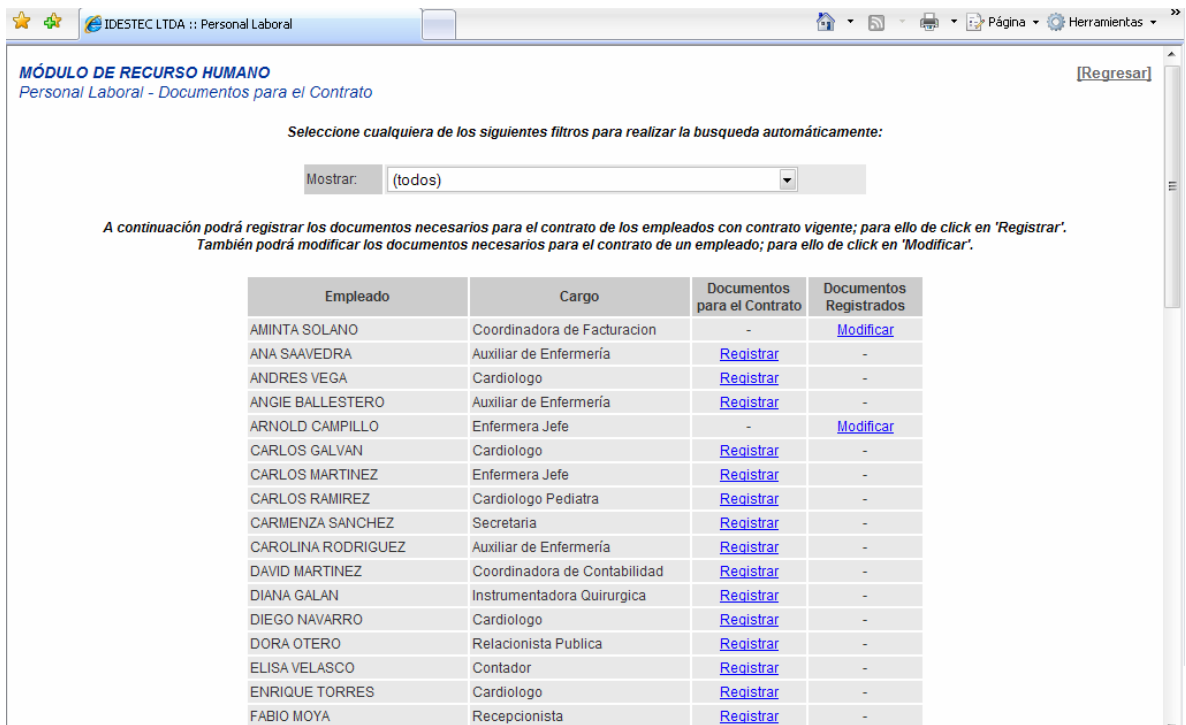 IDESTEC LTDA :: Personal Laboral
Página
Herramientas
»
MÓDULO DE RECURSO HUMANO
[Regresar]
Personal Laboral - Documentos para el Contrato
Seleccione cualquiera de los siguientes filtros para realizar la busqueda automáticamente:
Mostrar: (todos)
A continuación podrá registrar los documentos necesarios para el contrato de los empleados con contrato vigente; para ello de click en 'Registrar'.
También podrá modificar los documentos necesarios para el contrato de un empleado; para ello de click en 'Modificar'.
Empleado Cargo Documentos para el Contrato Documentos Registrados
AMINTA SOLANO Coordinadora de Facturacion - Modificar
ANA SAAVEDRA Auxiliar de Enfermería Registrar -
ANDRES VEGA Cardiologo Registrar -
ANGIE BALLESTERO Auxiliar de Enfermería Registrar -
ARNOLD CAMPILLO Enfermera Jefe - Modificar
CARLOS GALVAN Cardiologo Registrar -
CARLOS MARTINEZ Enfermera Jefe Registrar -
CARLOS RAMIREZ Cardiologo Pediatra Registrar -
CARMENZA SANCHEZ Secretaria Registrar -
CAROLINA RODRIGUEZ Auxiliar de Enfermería Registrar -
DAVID MARTINEZ Coordinadora de Contabilidad Registrar -
DIANA GALAN Instrumentadora Quirurgica Registrar -
DIEGO NAVARRO Cardiologo Registrar -
DORA OTERO Relacionista Publica Registrar -
ELISA VELASCO Contador Registrar -
ENRIQUE TORRES Cardiologo Registrar -
FABIO MOYA Recepcionista Registrar -